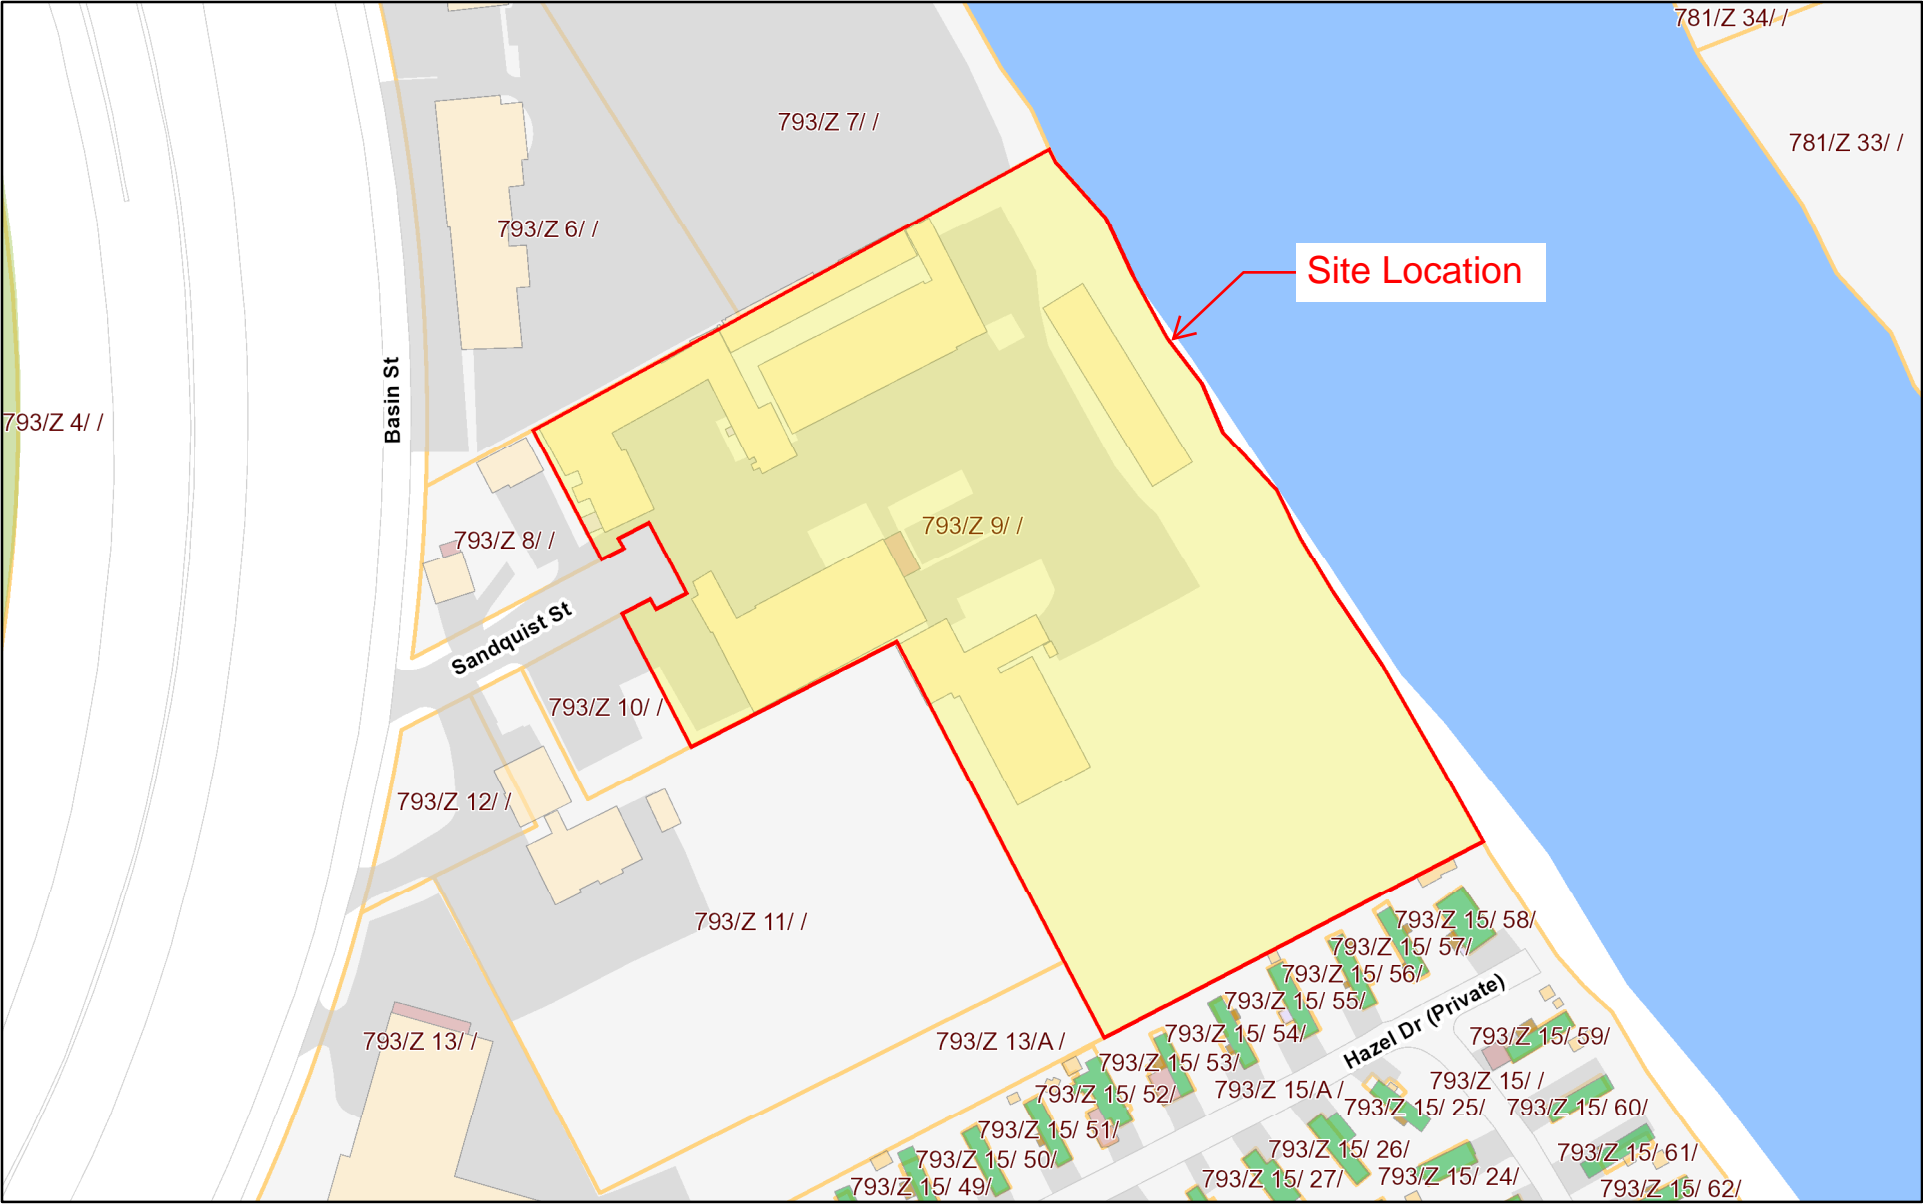 781/Z 34/ /
793/Z 7/ /
781/Z 33/ /
793/Z 6/ /
Site Location
Basin St
793/Z 4/ /
793/Z 9/ /
793/Z 8/ /
Sandquist St
793/Z 10/ /
793/Z 12/ /
793/Z 11/ /
793/Z 15/ 58/
793/Z 15/ 57/
793/Z 15/ 56/
793/Z 15/ 55/
793/Z 15/ 54/
Hazel Dr (Private)
793/Z 15/ 59/
793/Z 13/ /
793/Z 13/A /
793/Z 15/ 53/
793/Z 15/ /
793/Z 15/A /
793/Z 15/ 52/
793/Z 15/ 25/
793/Z 15/ 60/
793/Z 15/ 51/
793/Z 15/ 26/
793/Z 15/ 61/
793/Z 15/ 50/
793/Z 15/ 24/
793/Z 15/ 27/
793/Z 15/ 49/
793/Z 15/ 62/